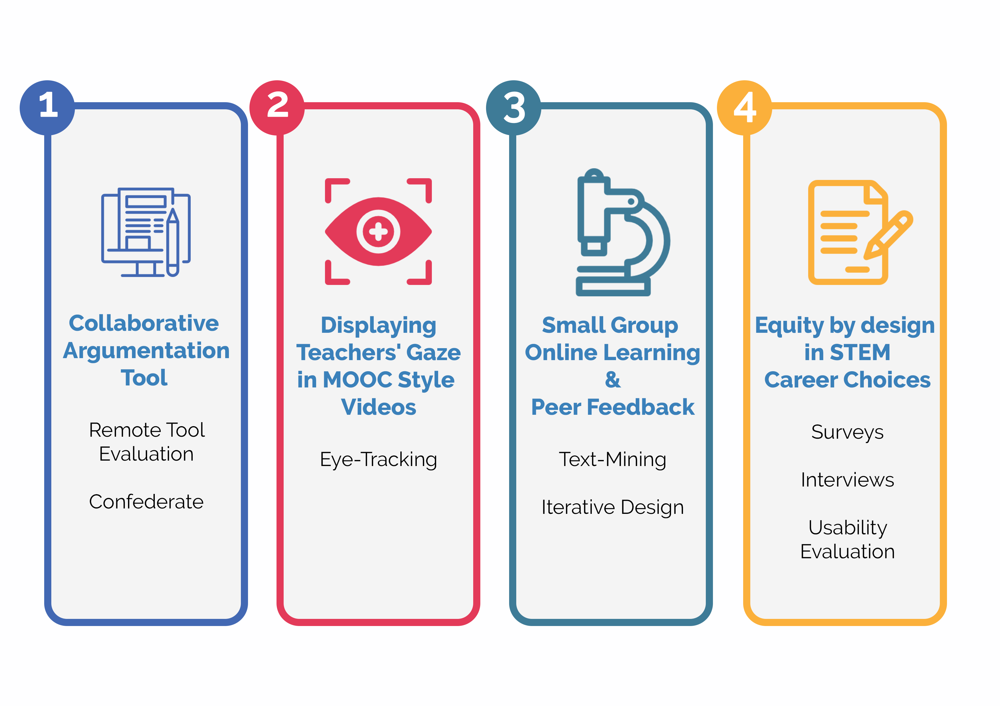 1
Collaborative
Argumentation
Tool
Remote Tool
Evaluation
Confederate
2
Displaying
Teachers' Gaze
in MOOC Style
Videos
Eye-Tracking
3
Small Group
Online Learning
&
Peer Feedback
Text-Mining
Iterative Design
4
Equity by design
in STEM
Career Choices
Surveys
Interviews
Usability
Evaluation